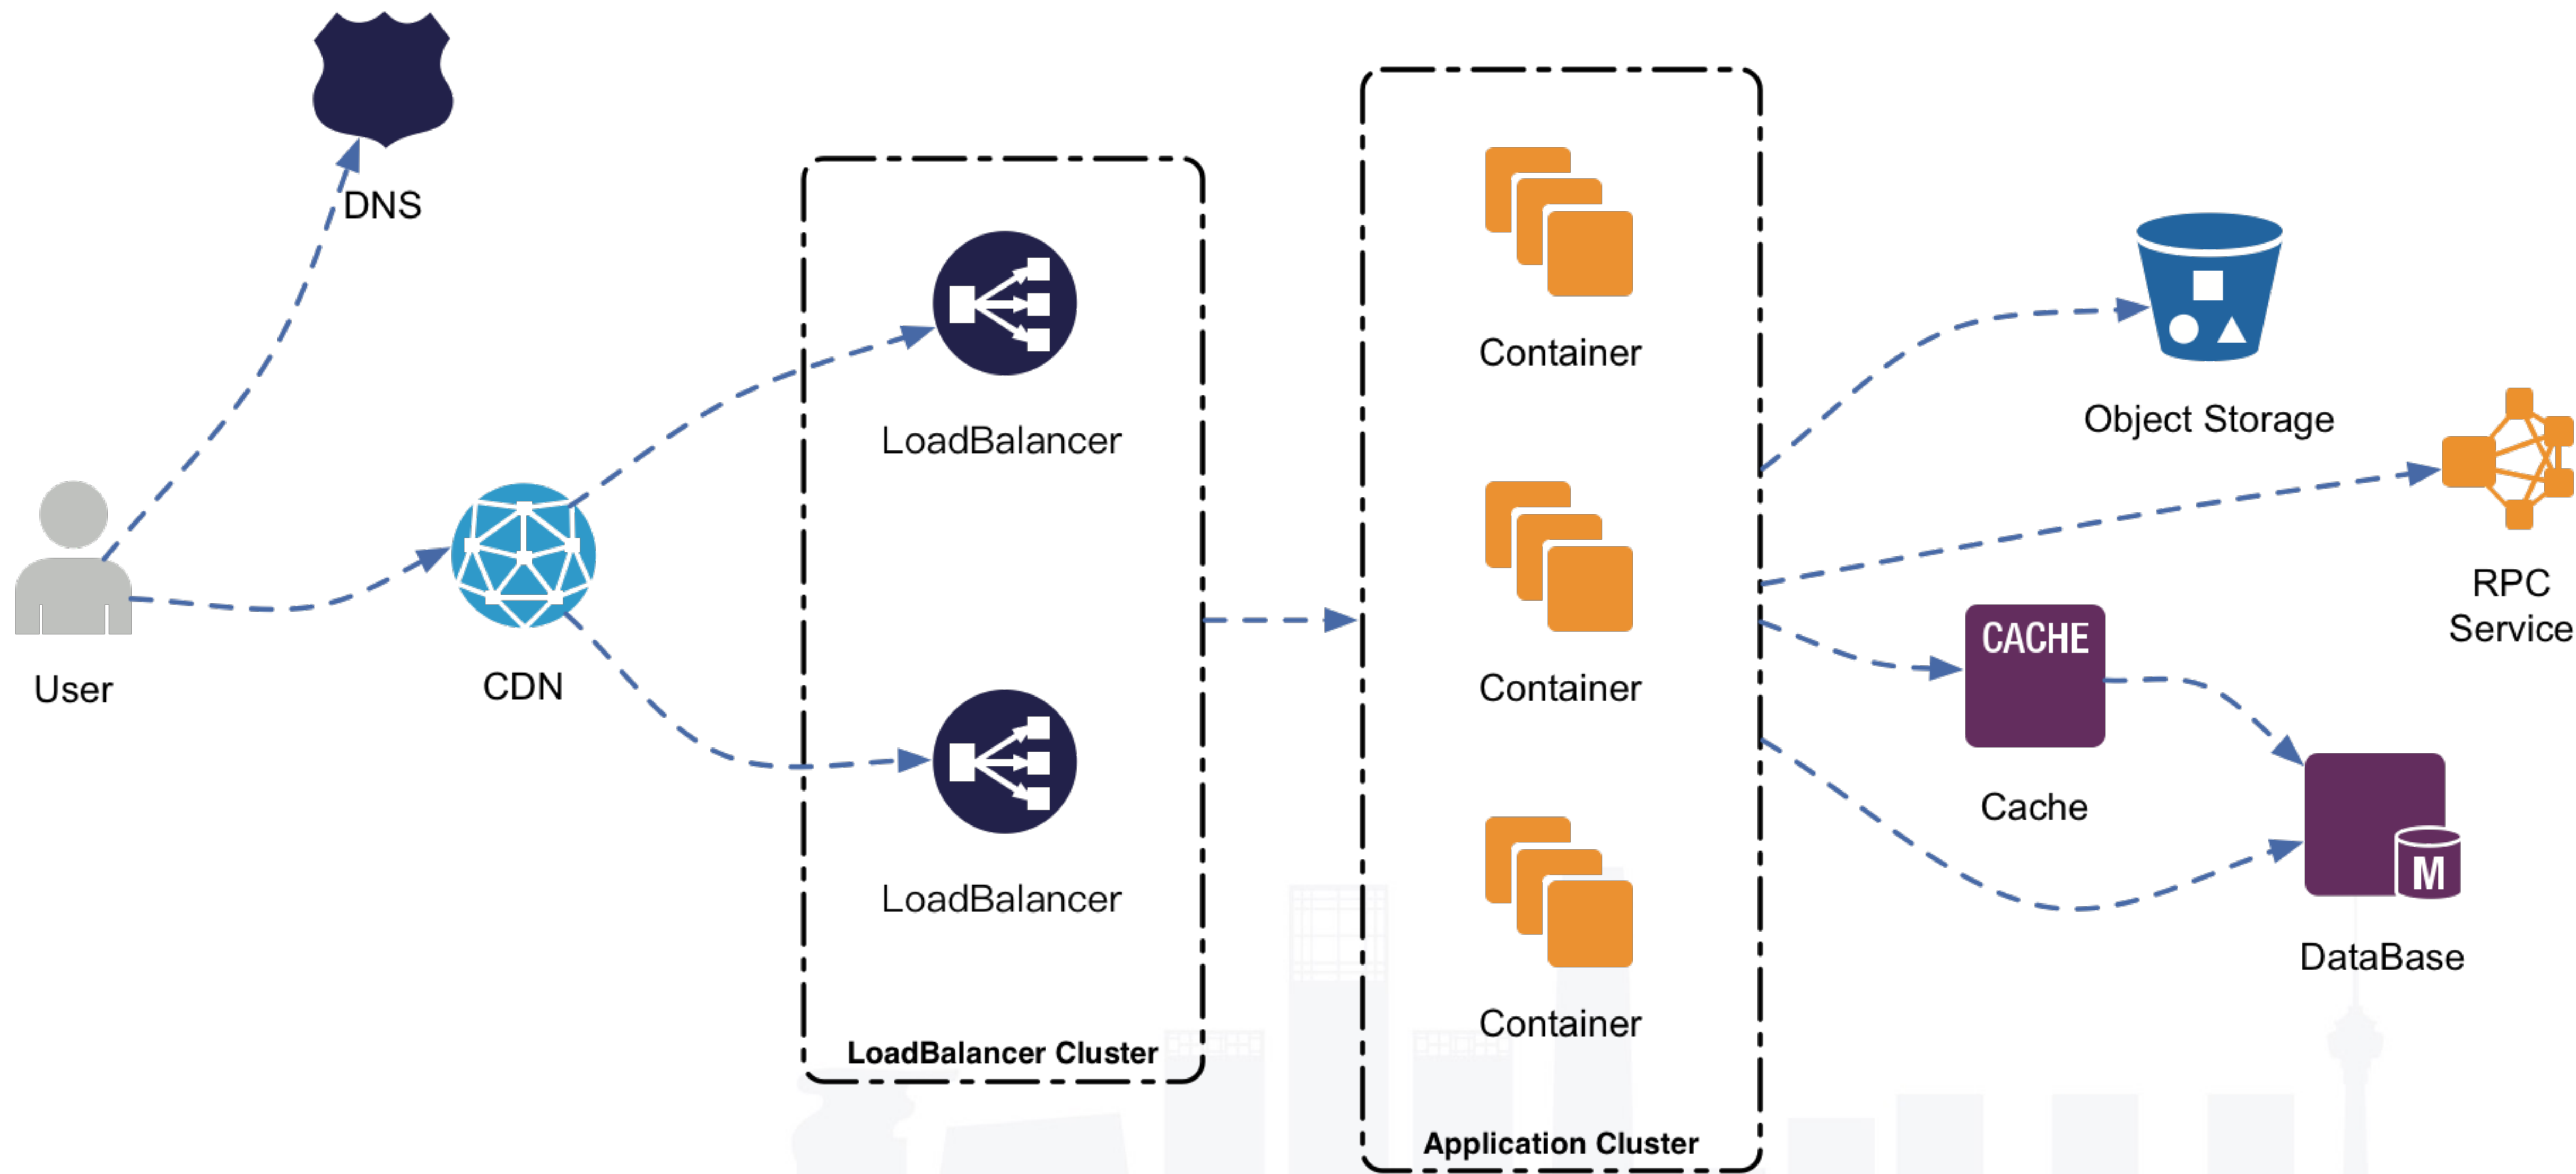 DNS
User
CDN
LoadBalancer
LoadBalancer
LoadBalancer Cluster
Container
Container
Container
Application Cluster
Object Storage
RPC
Service
CACHE
Cache
M
DataBase